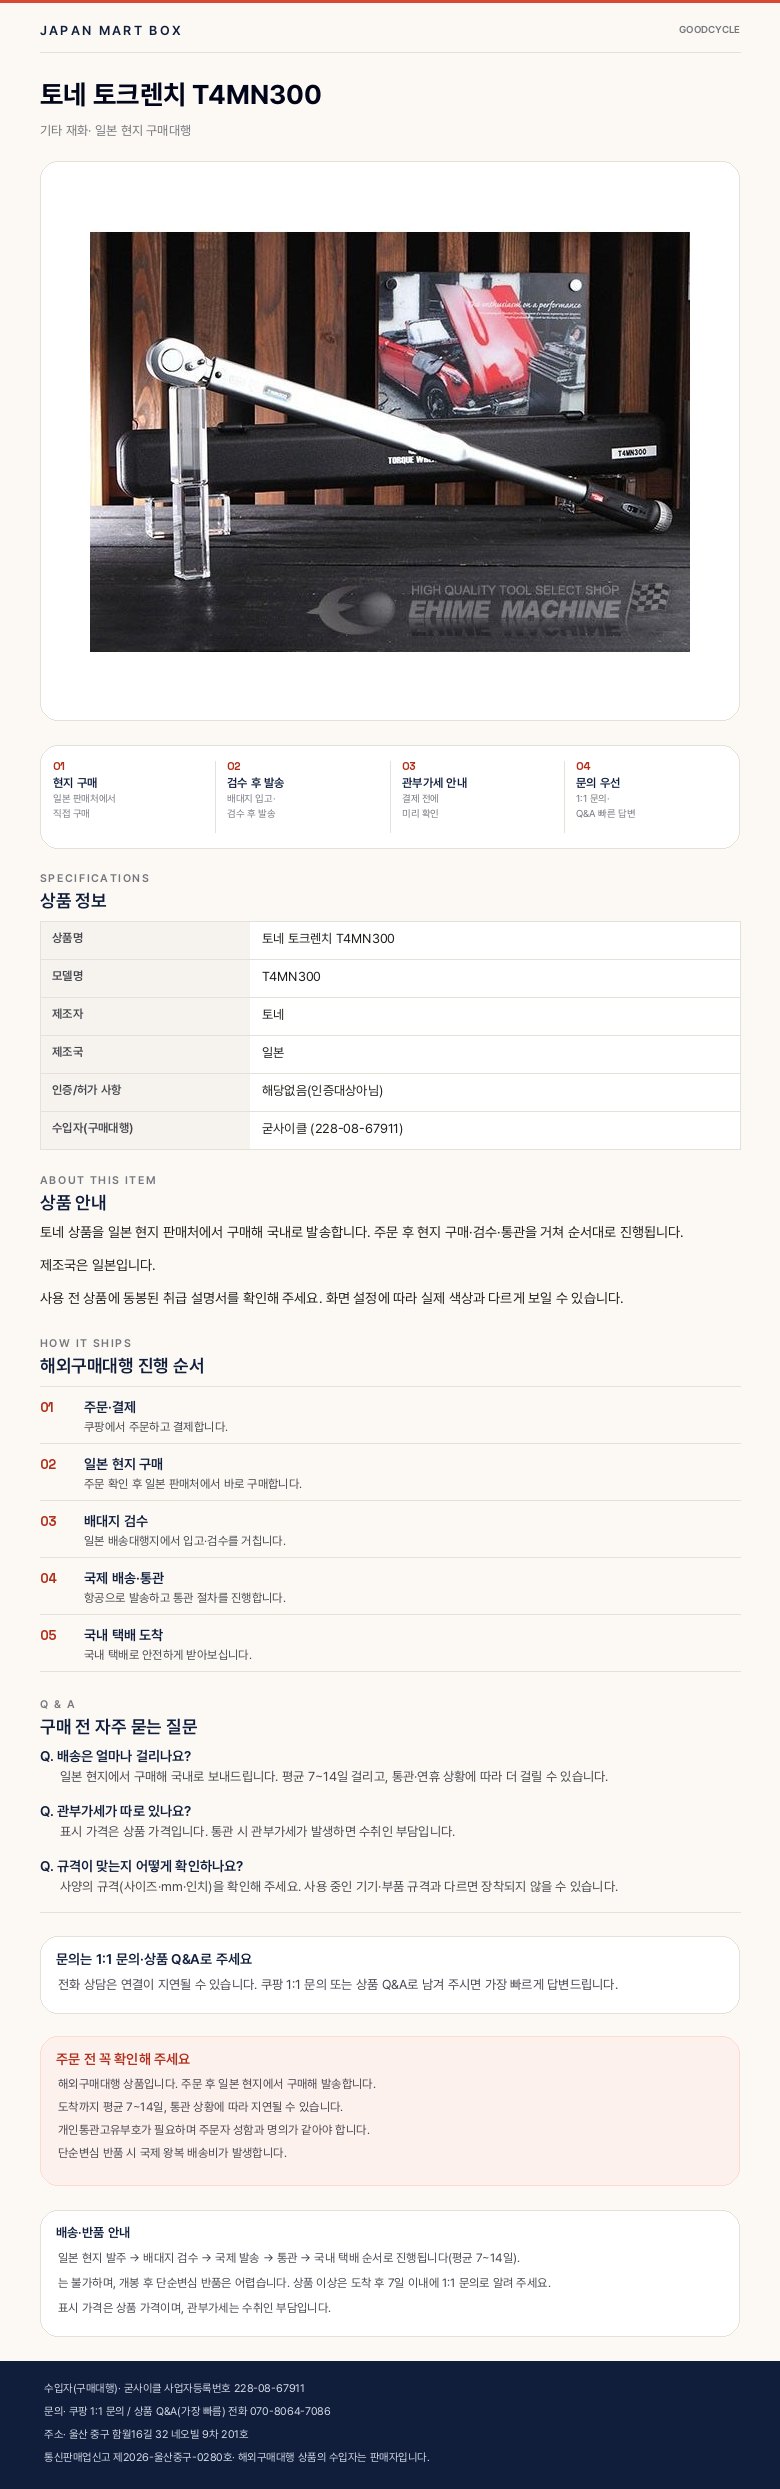 JAPAN MART BOX
GOODCYCLE
토네 토크렌치 T4MN300
기타 재화· 일본 현지 구매대행
the enthusiasm on a performance
T4MN300
HIGH QUALITY TOOL SELECT SHOP
EHIME MACHINE
01
현지 구매
일본 판매처에서
직접 구매
02
검수 후 발송
배대지 입고·
검수 후 발송
03
관부가세 안내
결제 전에
미리 확인
04
문의 우선
1:1 문의·
Q&A 빠른 답변
SPECIFICATIONS
상품 정보
상품명 토네 토크렌치 T4MN300
모델명 T4MN300
제조자 토네
제조국 일본
인증/허가 사항 해당없음(인증대상아님)
수입자(구매대행) 굳사이클 (228-08-67911)
ABOUT THIS ITEM
상품 안내
토네 상품을 일본 현지 판매처에서 구매해 국내로 발송합니다. 주문 후 현지 구매·검수·통관을 거쳐 순서대로 진행됩니다.
제조국은 일본입니다.
사용 전 상품에 동봉된 취급 설명서를 확인해 주세요. 화면 설정에 따라 실제 색상과 다르게 보일 수 있습니다.
HOW IT SHIPS
해외구매대행 진행 순서
01 주문·결제
쿠팡에서 주문하고 결제합니다.
02 일본 현지 구매
주문 확인 후 일본 판매처에서 바로 구매합니다.
03 배대지 검수
일본 배송대행지에서 입고·검수를 거칩니다.
04 국제 배송·통관
항공으로 발송하고 통관 절차를 진행합니다.
05 국내 택배 도착
국내 택배로 안전하게 받아보십니다.
Q & A
구매 전 자주 묻는 질문
Q. 배송은 얼마나 걸리나요?
일본 현지에서 구매해 국내로 보내드립니다. 평균 7~14일 걸리고, 통관·연휴 상황에 따라 더 걸릴 수 있습니다.
Q. 관부가세가 따로 있나요?
표시 가격은 상품 가격입니다. 통관 시 관부가세가 발생하면 수취인 부담입니다.
Q. 규격이 맞는지 어떻게 확인하나요?
사양의 규격(사이즈·mm·인치)을 확인해 주세요. 사용 중인 기기·부품 규격과 다르면 장착되지 않을 수 있습니다.
문의는 1:1 문의·상품 Q&A로 주세요
전화 상담은 연결이 지연될 수 있습니다. 쿠팡 1:1 문의 또는 상품 Q&A로 남겨 주시면 가장 빠르게 답변드립니다.
주문 전 꼭 확인해 주세요
해외구매대행 상품입니다. 주문 후 일본 현지에서 구매해 발송합니다.
도착까지 평균 7~14일, 통관 상황에 따라 지연될 수 있습니다.
개인통관고유부호가 필요하며 주문자 성함과 명의가 같아야 합니다.
단순변심 반품 시 국제 왕복 배송비가 발생합니다.
배송·반품 안내
일본 현지 발주 → 배대지 검수 → 국제 발송 → 통관 → 국내 택배 순서로 진행됩니다(평균 7~14일).
는 불가하며, 개봉 후 단순변심 반품은 어렵습니다. 상품 이상은 도착 후 7일 이내에 1:1 문의로 알려 주세요.
표시 가격은 상품 가격이며, 관부가세는 수취인 부담입니다.
수입자(구매대행)· 굳사이클 사업자등록번호 228-08-67911
문의· 쿠팡 1:1 문의 / 상품 Q&A(가장 빠름) 전화 070-8064-7086
주소· 울산 중구 함월16길 32 네오빌 9차 201호
통신판매업신고 제2026-울산중구-0280호· 해외구매대행 상품의 수입자는 판매자입니다.